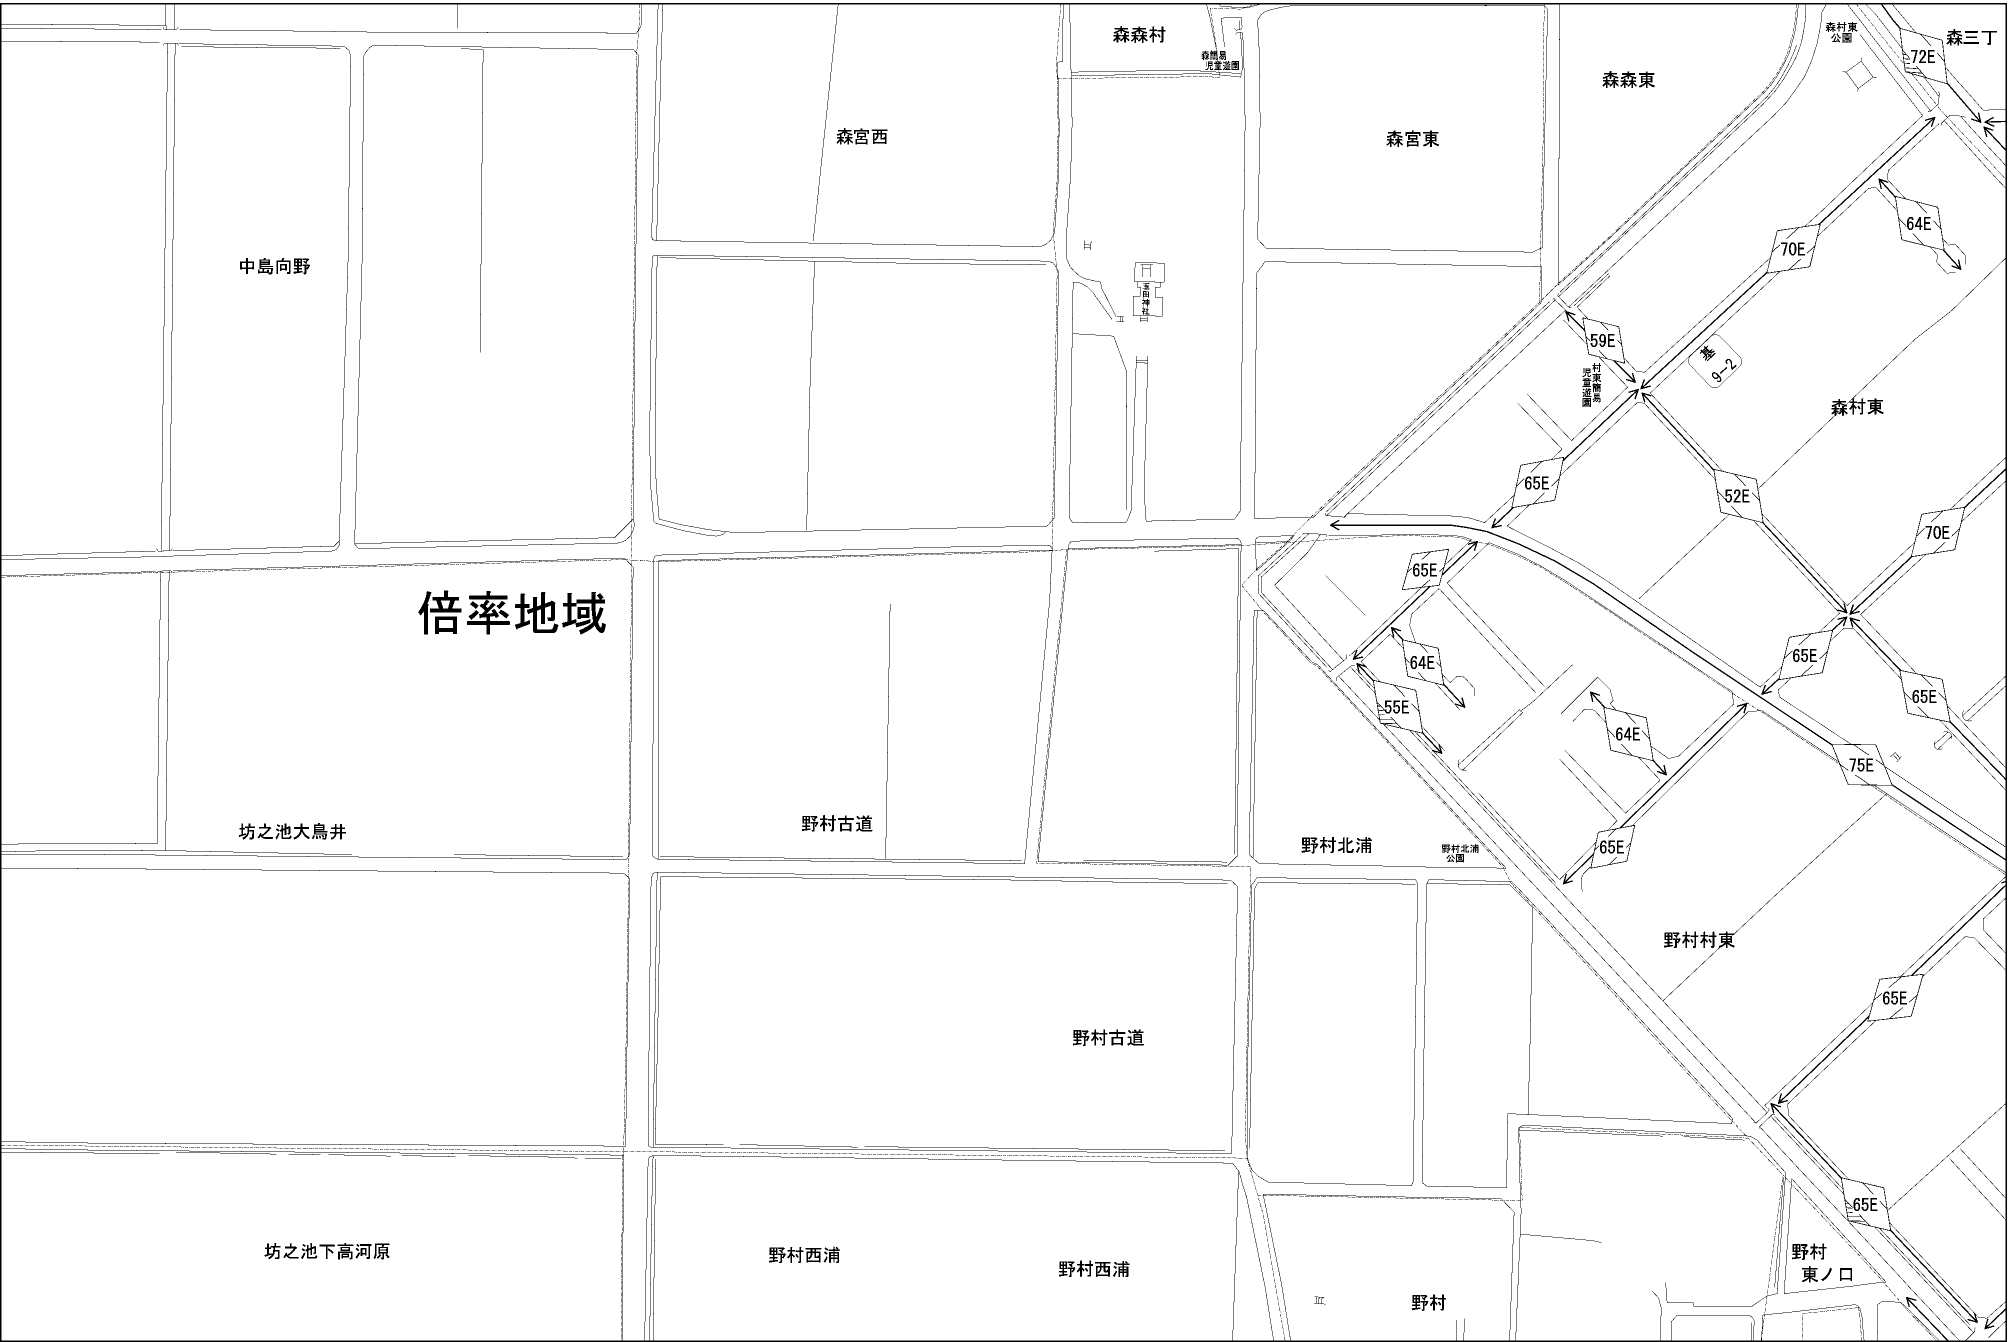 森森村
森簡易
児童遊園
森村東
公園
森三丁
72E
森森東
森宮西
森宮東
64E
70E
中島向野
玉田神社
59E
基
9-2
村東簡易
児童遊園
森村東
65E
52E
70E
65E
倍率地域
65E
64E
65E
55E
64E
75E
坊之池大鳥井
野村古道
野村北浦
野村北浦
公園
65E
野村村東
65E
野村古道
65E
坊之池下高河原
野村西浦
野村西浦
野村
野村
東ノ口